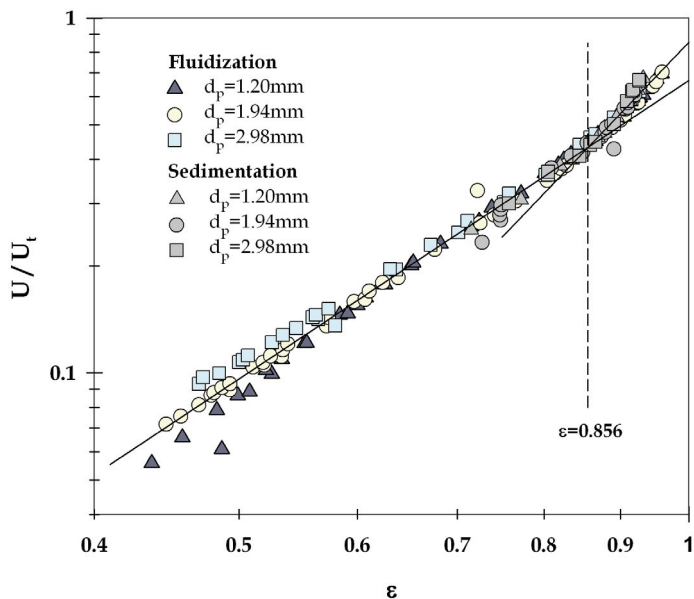 1
Fluidization
dp=1.20mm
dp=1.94mm
dp=2.98mm
Sedimentation
dp=1.20mm
dp=1.94mm
dp=2.98mm
U/Ut
0.1
ε=0.856
0.4 0.5 0.6 0.7 0.8 0.9 1
ε